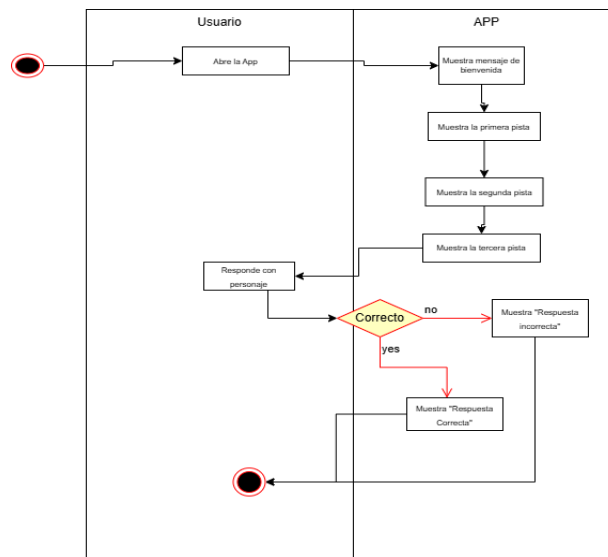 Usuario
APP
Abre la App
Muestra mensaje de
bienvenida
Muestra la primera pista
Muestra la segunda pista
Muestra la tercera pista
Responde con
personaje
Correcto
no
Muestra "Respuesta
incorrecta"
yes
Muestra "Respuesta
Correcta"